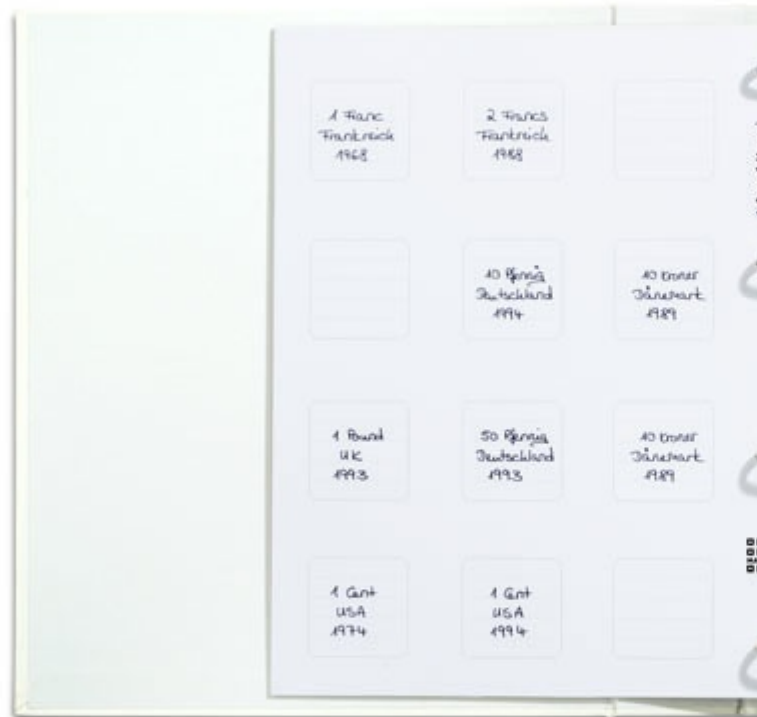 1 Franc
Frankreich
1968
2 Francs
Frankreich
1988
10 Pfennig
Deutschland
1994
10 Kroner
Dänemark
1989
1 Pound
UK
1993
50 Pfennig
Deutschland
1993
10 Kroner
Dänemark
1989
1 Cent
USA
1974
1 Cent
USA
1994